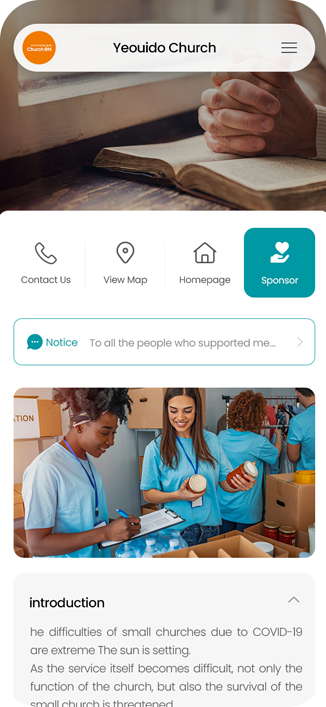 Church ON
Yeouido Church
Contact Us
View Map
Homepage
Sponsor
Notice
To all the people who supported me...
TION
introduction
he difficulties of small churches due to COVID-19
are extreme The sun is setting.
As the service itself becomes difficult, not only the
function of the church, but also the survival of the
small church is threatened